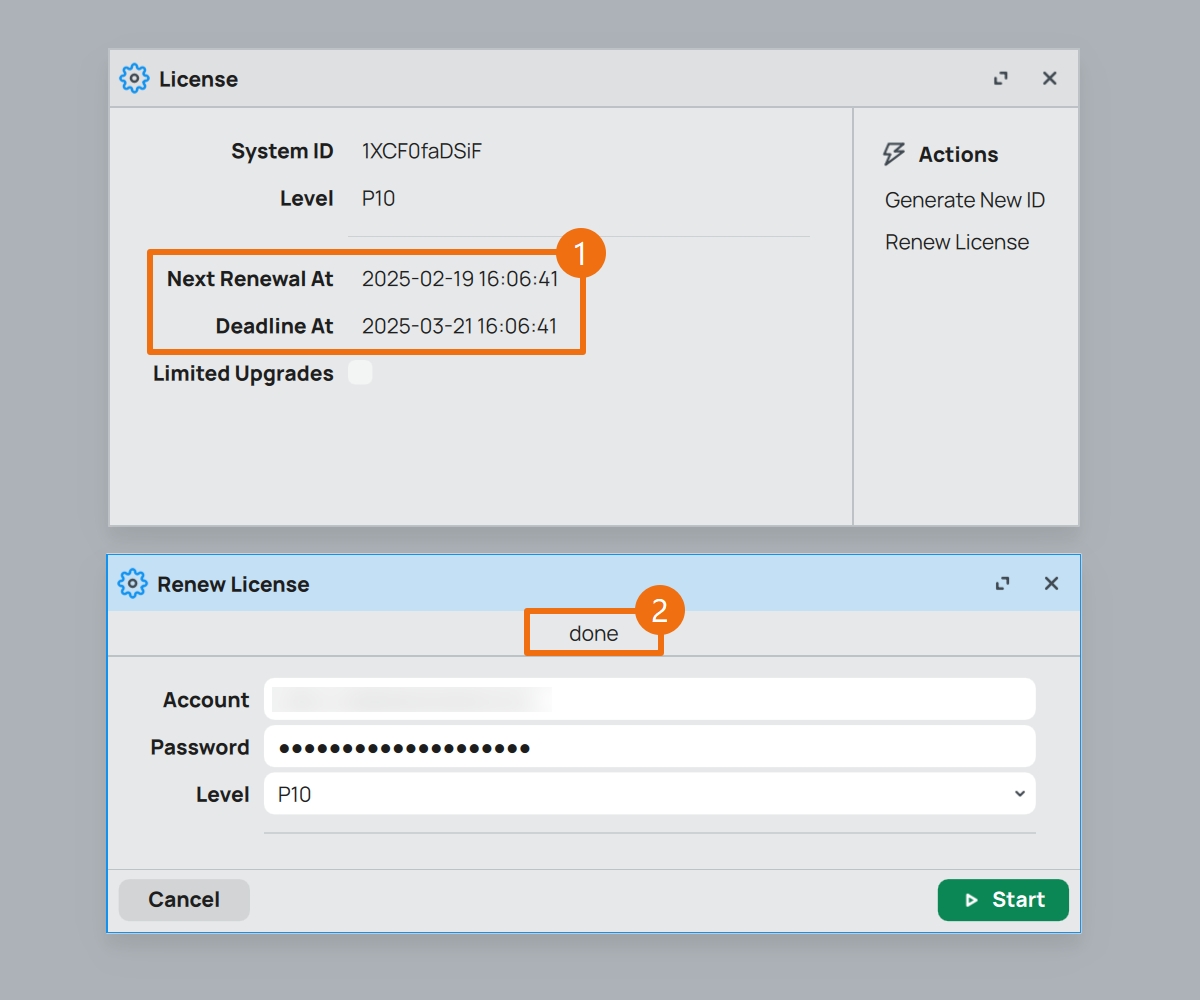 License
System ID 1XCF0faDSiF
Level P10
1
Next Renewal At 2025-02-19 16:06:41
Deadline At 2025-03-21 16:06:41
Limited Upgrades
Actions
Generate New ID
Renew License
Renew License
2
done
Account
Password ••••••••••••••••••••
Level P10
Cancel
Start